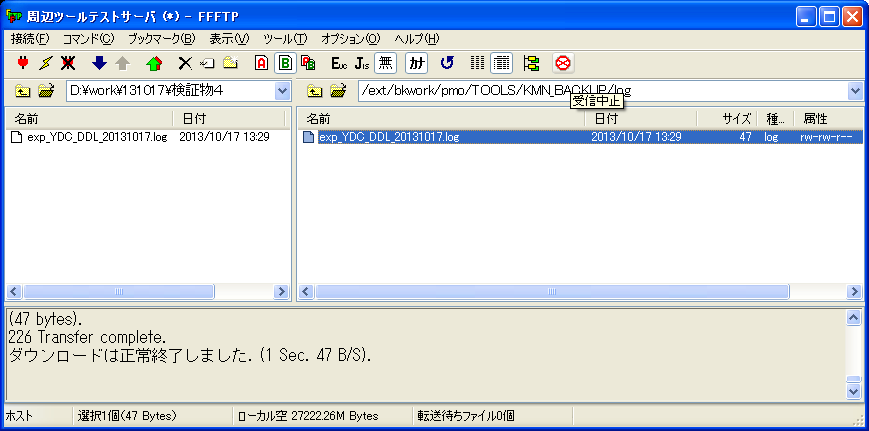 周辺ツールテストサーバ (*) - FFFTP
接続(F) コマンド(C) ブックマーク(B) 表示(V) ツール(T) オプション(O) ヘルプ(H)
A B Euc JIS 無 カナ
D:¥work¥131017¥検証物4 /ext/bkwork/pmo/TOOLS/KMN_BACKUP/log
受信中止
名前 日付 名前 日付 サイズ 種... 属性
exp_YDC_DDL_20131017.log 2013/10/17 13:29 exp_YDC_DDL_20131017.log 2013/10/17 13:29 47 log rw-rw-r--
(47 bytes).
226 Transfer complete.
ダウンロードは正常終了しました. (1 Sec. 47 B/S).
ホスト 選択1個(47 Bytes) ローカル空 27222.26M Bytes 転送待ちファイル0個